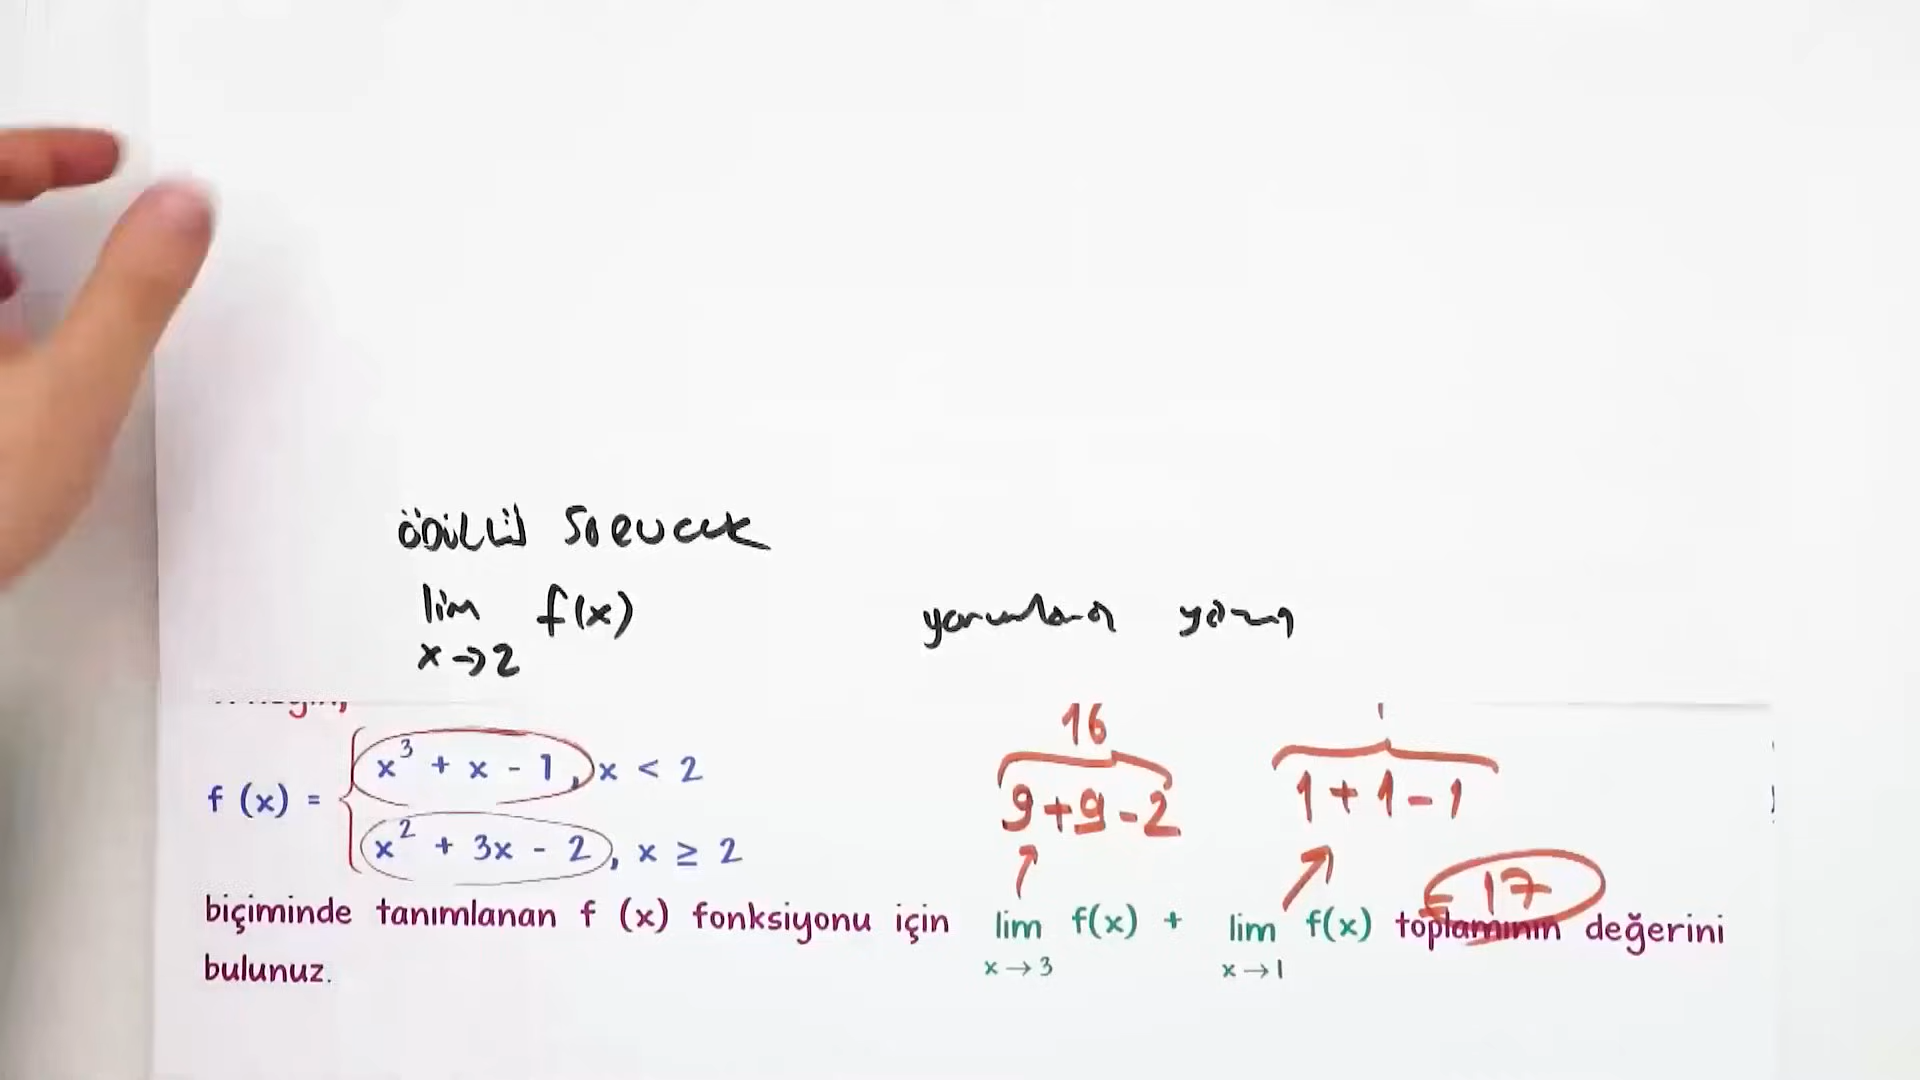 ÖDÜLLÜ SORUCUK
lim f(x)
x→2
yorumlara yazın
f (x) =
x³ + x - 1, x < 2
x² + 3x - 2, x ≥ 2
16
9+9-2
1+1-1
= 17
biçiminde tanımlanan f (x) fonksiyonu için lim f(x) + lim f(x) toplamının değerini
x → 3 x → 1
bulunuz.